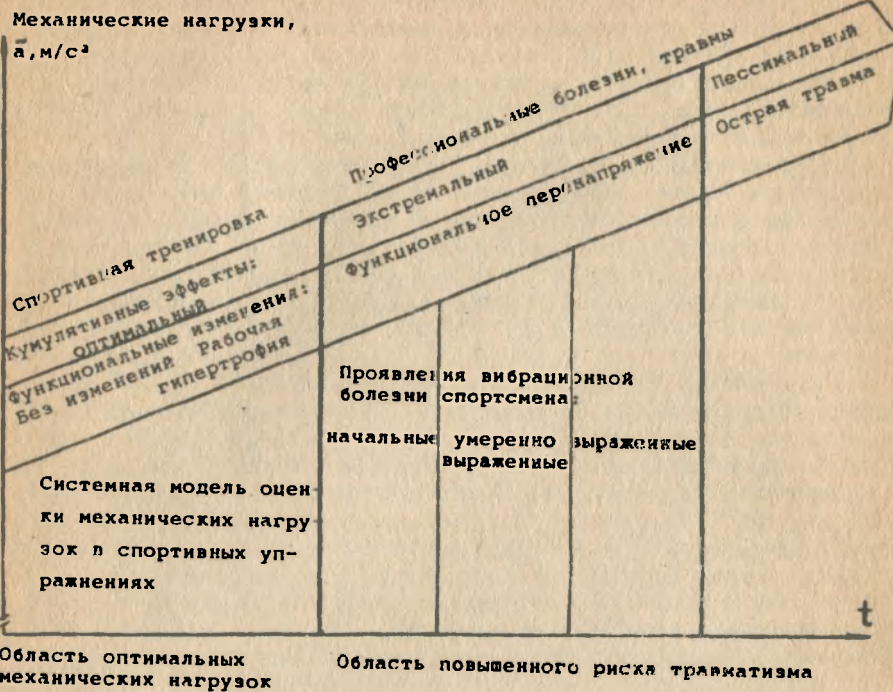 Механические нагрузки,
а̄,м/с²
Спортивная тренировка
Профессиональные болезни, травмы
Кумулятивные эффекты:
оптимальный
Экстремальный
Пессимальный
Функциональные изменения:
Без изменений Рабочая
гипертрофия
Функциональное перенапряжение
Острая травма
Проявления вибрационной
болезни спортсмена:
начальные
умеренно
выраженные
выраженные
Системная модель оцен
ки механических нагру
зок в спортивных уп-
ражнениях
t
Область оптимальных
механических нагрузок
Область повышенного риска травматизма